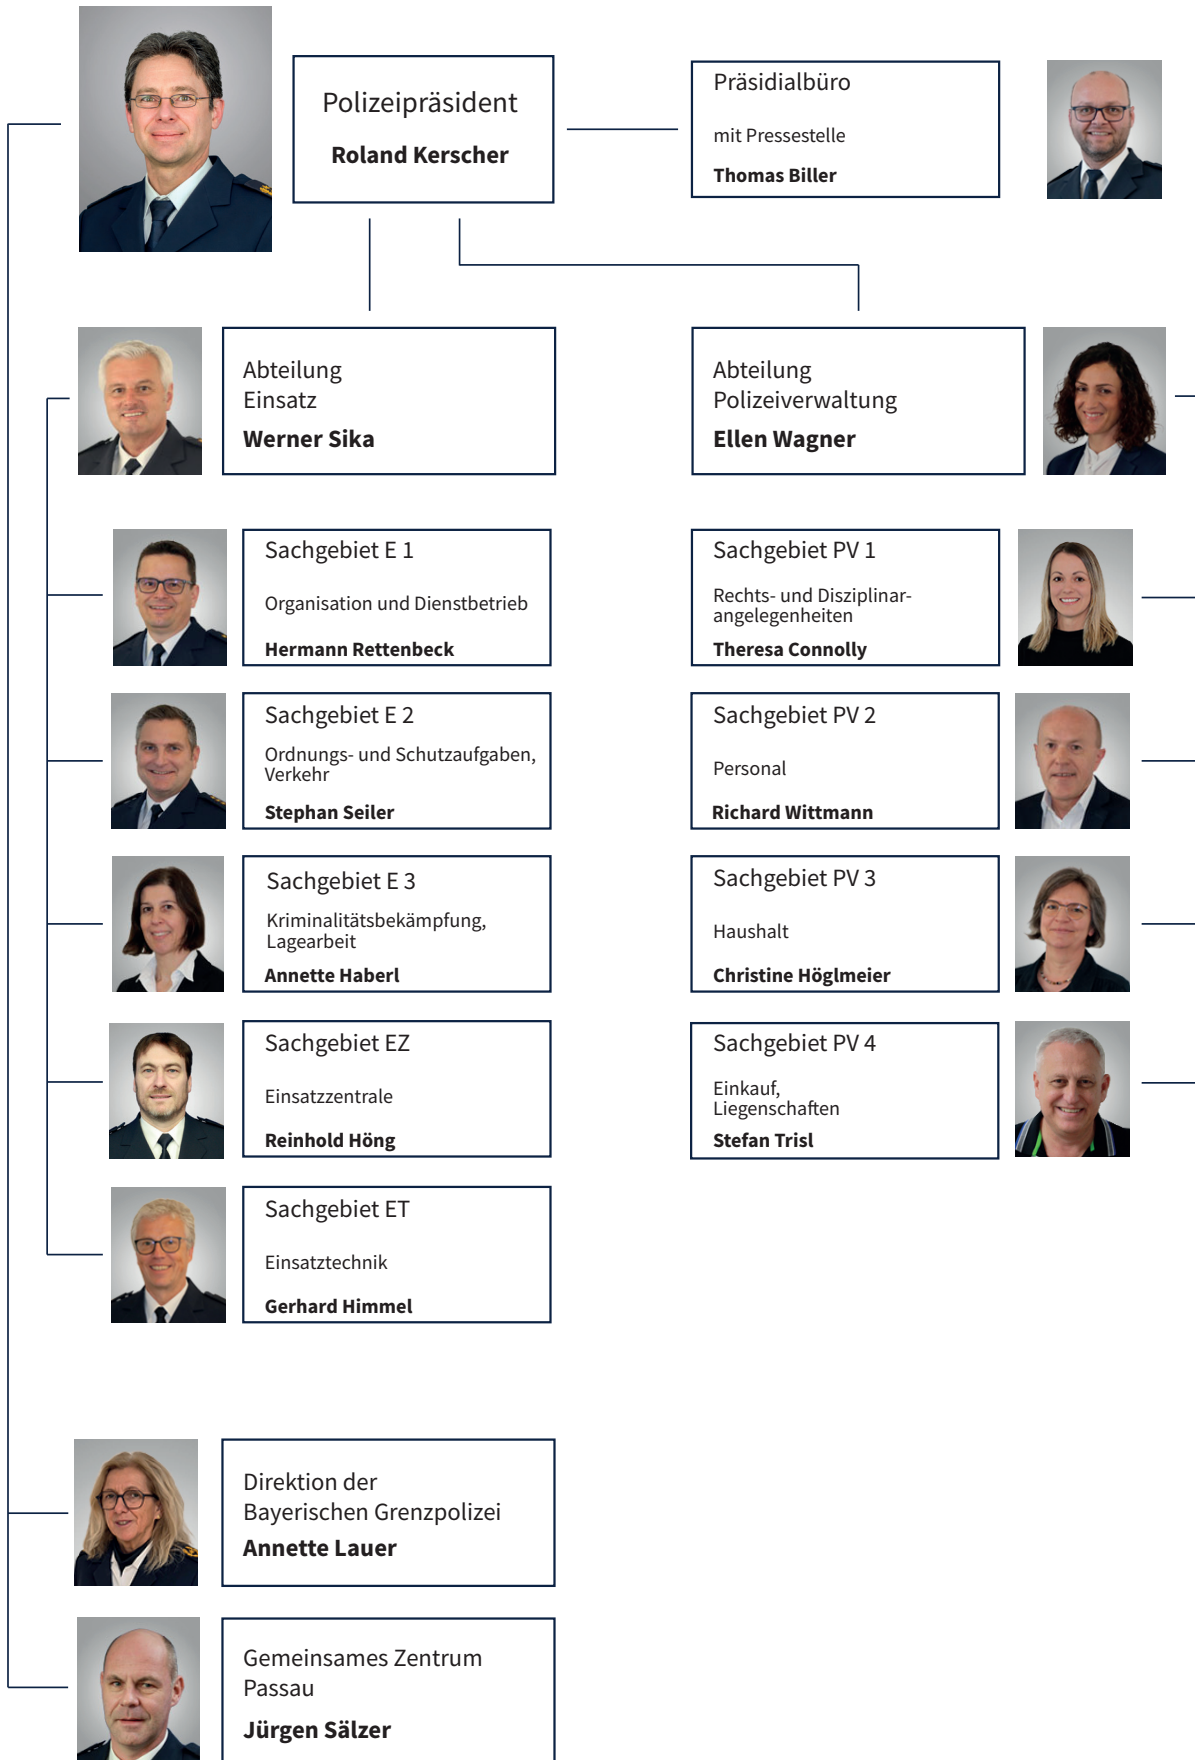 Polizeipräsident
Roland Kerscher
Präsidialbüro
mit Pressestelle
Thomas Biller
Abteilung
Einsatz
Werner Sika
Abteilung
Polizeiverwaltung
Ellen Wagner
Sachgebiet E 1
Organisation und Dienstbetrieb
Hermann Rettenbeck
Sachgebiet PV 1
Rechts- und Disziplinar-
angelegenheiten
Theresa Connolly
Sachgebiet E 2
Ordnungs- und Schutzaufgaben,
Verkehr
Stephan Seiler
Sachgebiet PV 2
Personal
Richard Wittmann
Sachgebiet E 3
Kriminalitätsbekämpfung,
Lagearbeit
Annette Haberl
Sachgebiet PV 3
Haushalt
Christine Höglmeier
Sachgebiet EZ
Einsatzzentrale
Reinhold Höng
Sachgebiet PV 4
Einkauf,
Liegenschaften
Stefan Trisl
Sachgebiet ET
Einsatztechnik
Gerhard Himmel
Direktion der
Bayerischen Grenzpolizei
Annette Lauer
Gemeinsames Zentrum
Passau
Jürgen Sälzer